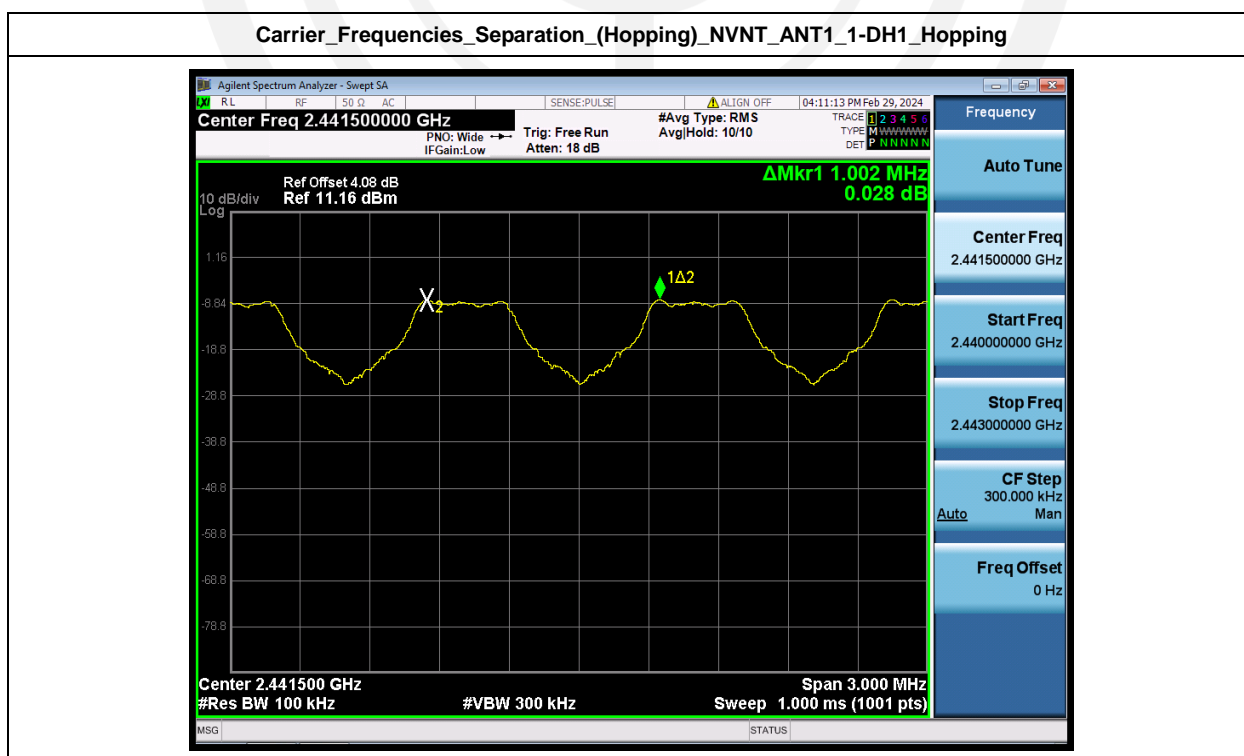 Carrier_Frequencies_Separation_(Hopping)_NVNT_ANT1_1-DH1_Hopping
Agilent Spectrum Analyzer - Swept SA
LXI RL RF 50 Ω AC SENSE:PULSE ALIGN OFF 04:11:13 PM Feb 29, 2024
Center Freq 2.441500000 GHz
PNO: Wide
IFGain:Low
Trig: Free Run
Atten: 18 dB
#Avg Type: RMS
Avg|Hold: 10/10
TRACE 1 2 3 4 5 6
TYPE M WWWWW
DET P N N N N N
Frequency
Auto Tune
Center Freq
2.441500000 GHz
Start Freq
2.440000000 GHz
Stop Freq
2.443000000 GHz
CF Step
300.000 kHz
Auto Man
Freq Offset
0 Hz
ΔMkr1 1.002 MHz
0.028 dB
Ref Offset 4.08 dB
10 dB/div Ref 11.16 dBm
Log
1.16
-8.84
-18.8
-28.8
-38.8
-48.8
-58.8
-68.8
-78.8
X2
1Δ2
Center 2.441500 GHz Span 3.000 MHz
#Res BW 100 kHz #VBW 300 kHz Sweep 1.000 ms (1001 pts)
MSG STATUS